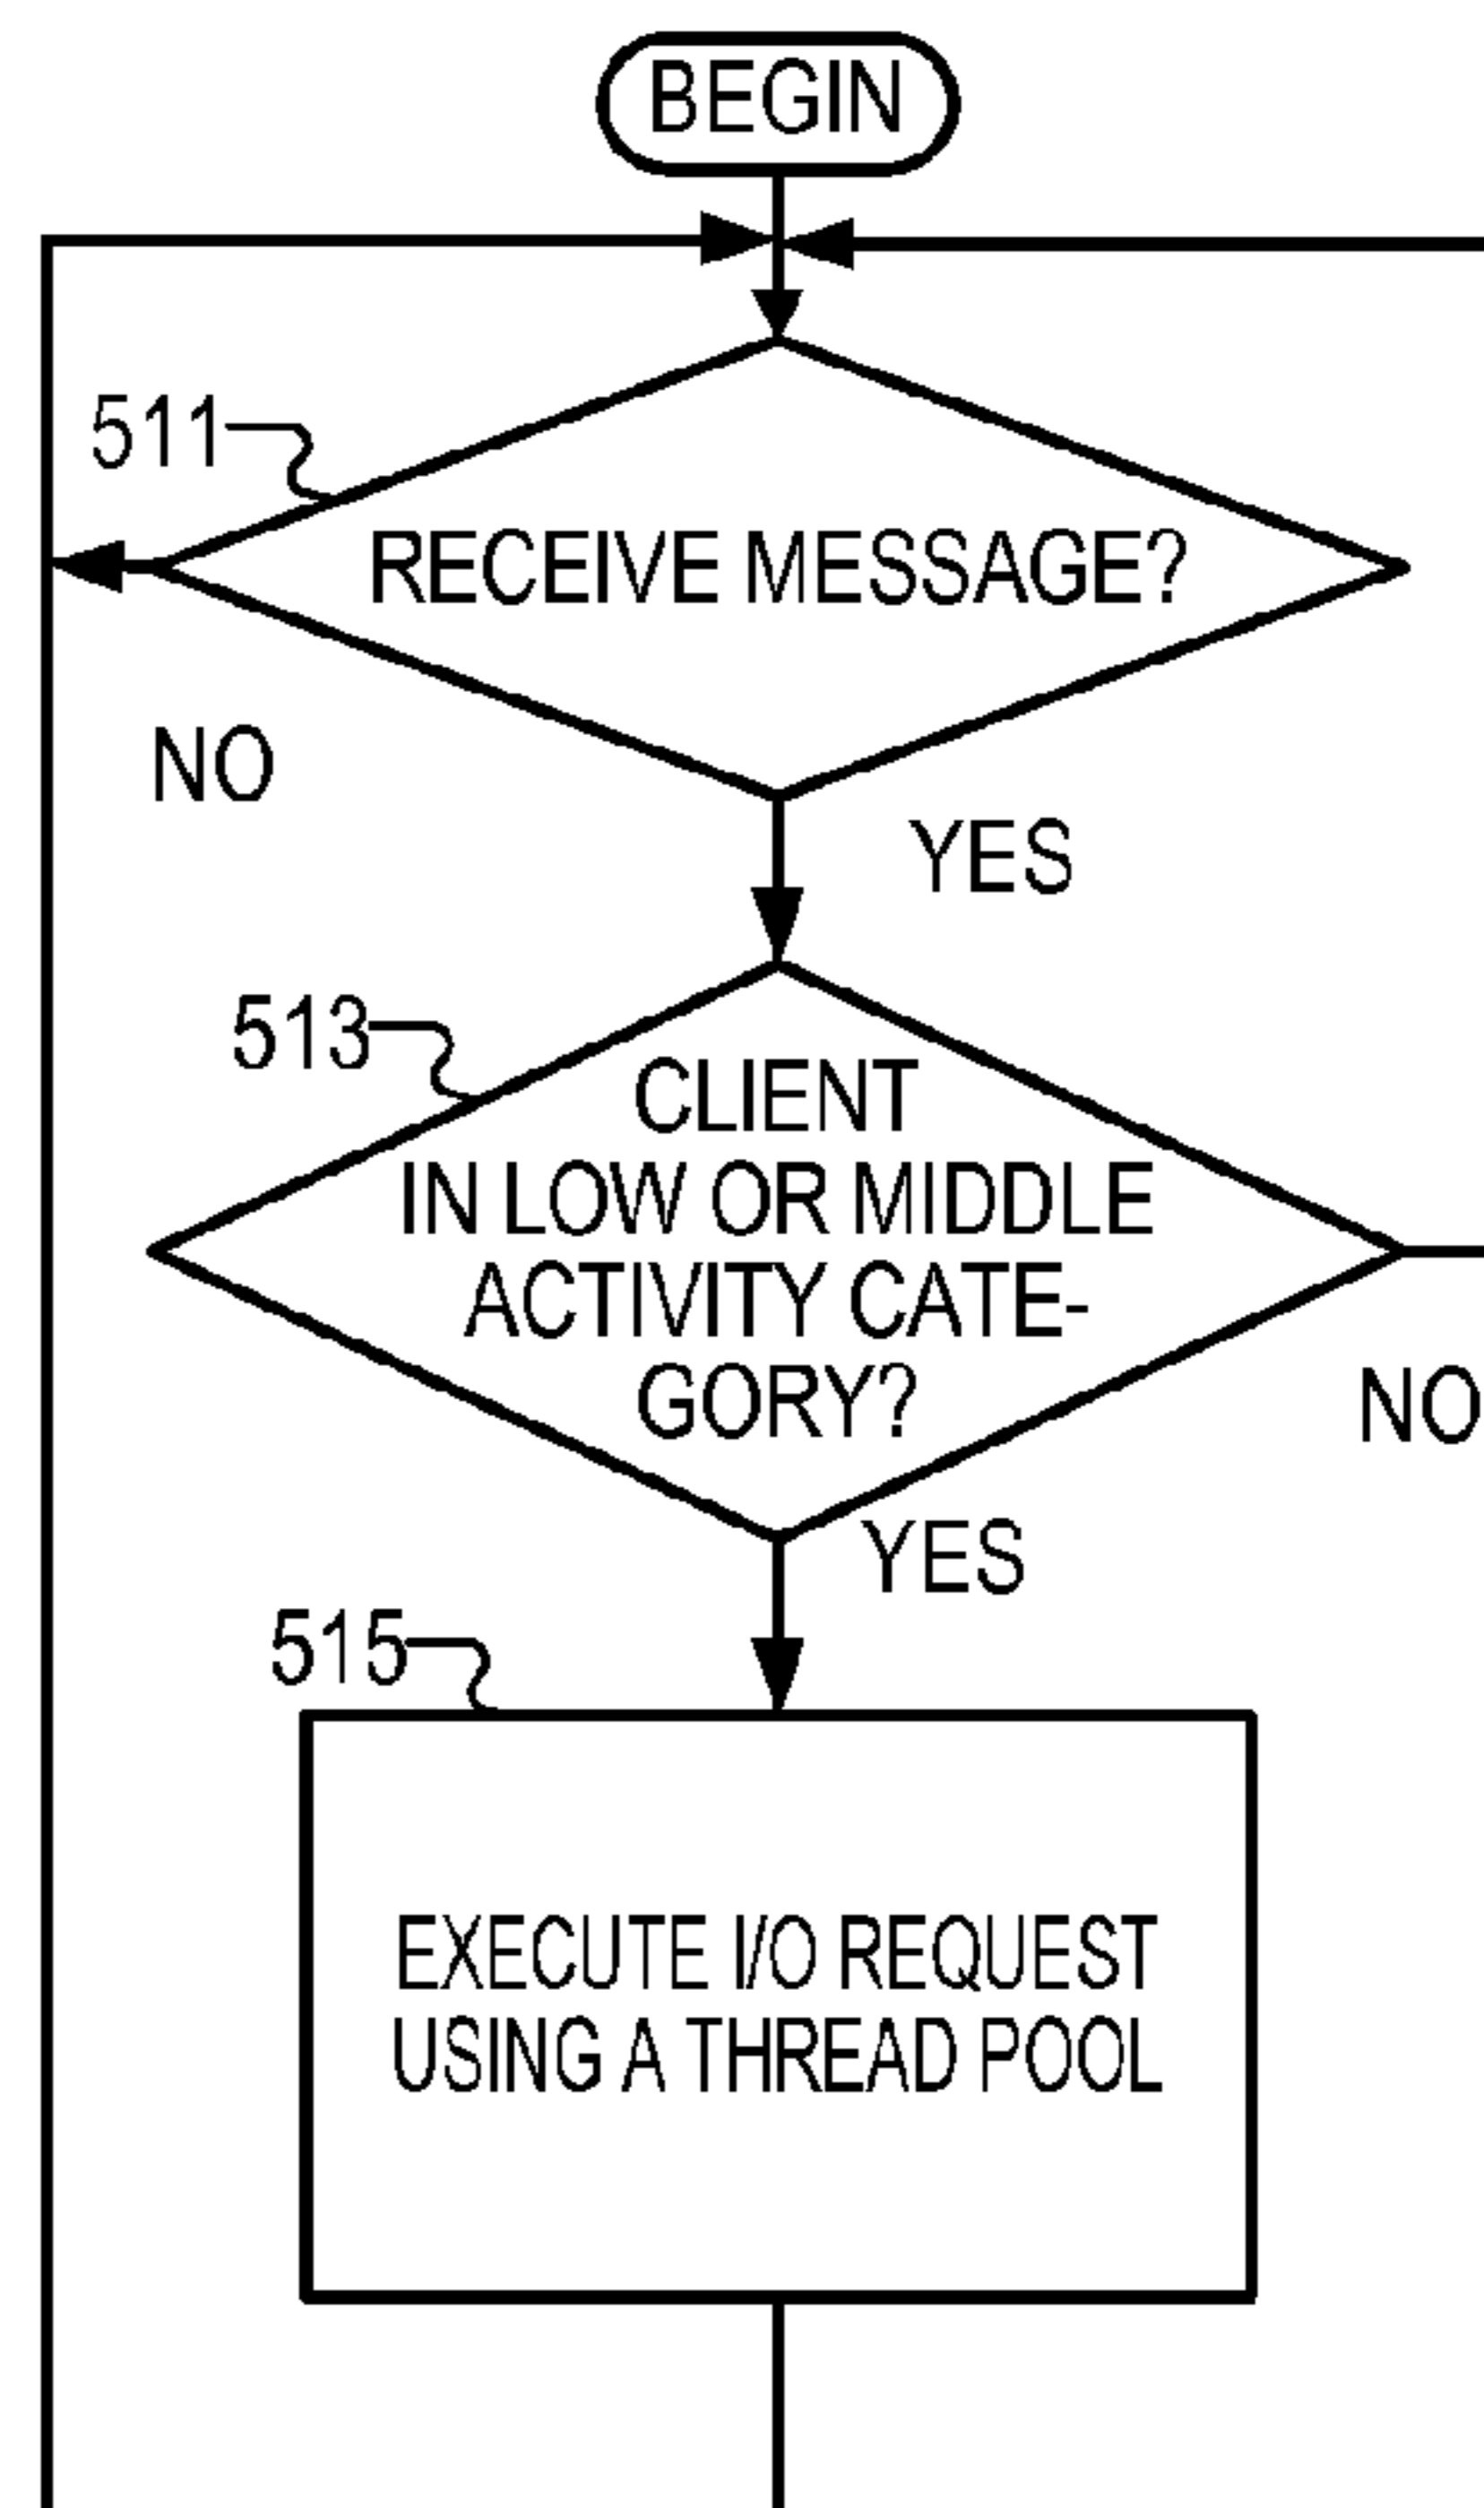 BEGIN
511
RECEIVE MESSAGE?
NO
YES
513
CLIENT
IN LOW OR MIDDLE
ACTIVITY CATE-
GORY?
NO
YES
515
EXECUTE I/O REQUEST
USING A THREAD POOL